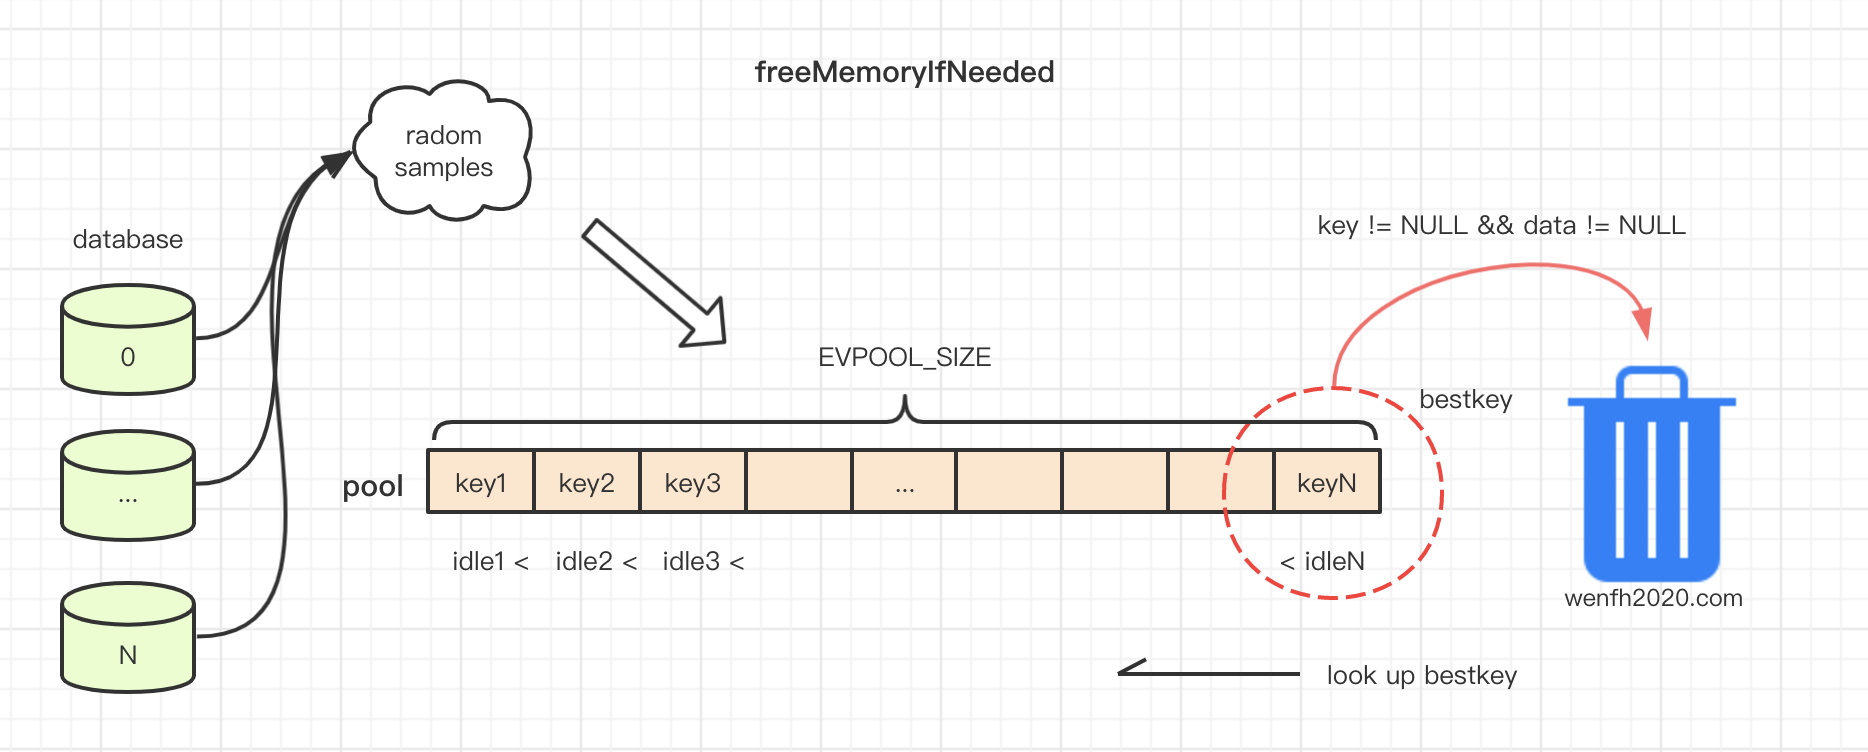 freeMemoryIfNeeded
radom
samples
database
0
...
N
key != NULL && data != NULL
EVPOOL_SIZE
bestkey
pool
key1
key2
key3
...
keyN
idle1 <
idle2 <
idle3 <
< idleN
wenfh2020.com
look up bestkey